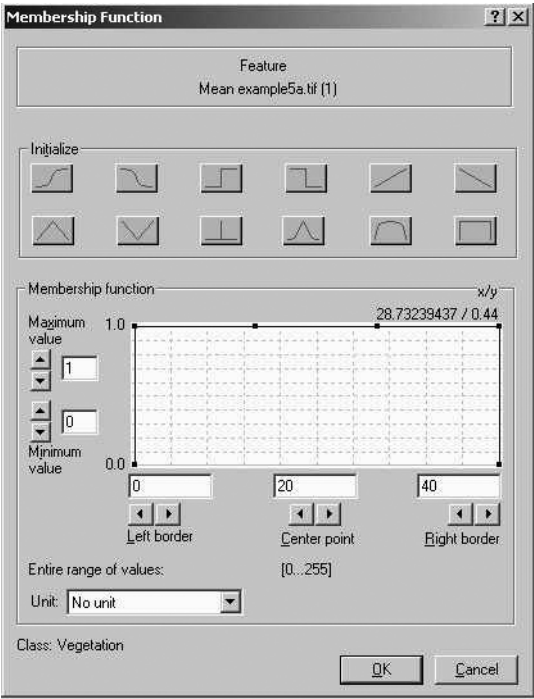 Membership Function
Feature
Mean example5a.tif (1)
Initialize
Membership function
x/y
28.73239437 / 0.44
Maximum
value
1.0
1
0
Minimum
value
0.0
0
20
40
Left border
Center point
Right border
Entire range of values:
[0...255]
Unit:
No unit
Class: Vegetation
OK
Cancel